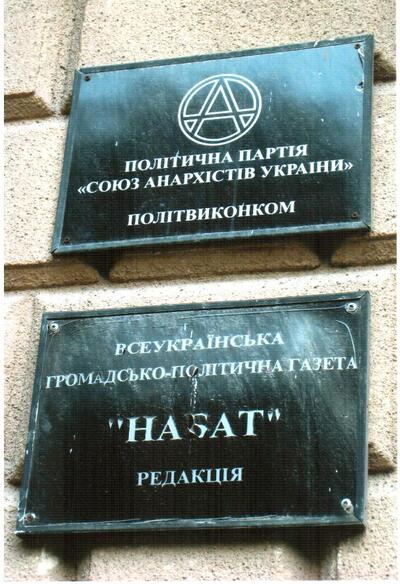 ПОЛІТИЧНА ПАРТІЯ
«СОЮЗ АНАРХІСТІВ УКРАЇНИ»
ПОЛІТВИКОНКОМ
ВСЕУКРАЇНСЬКА
ГРОМАДСЬКО-ПОЛІТИЧНА ГАЗЕТА
"НАБАТ"
РЕДАКЦІЯ